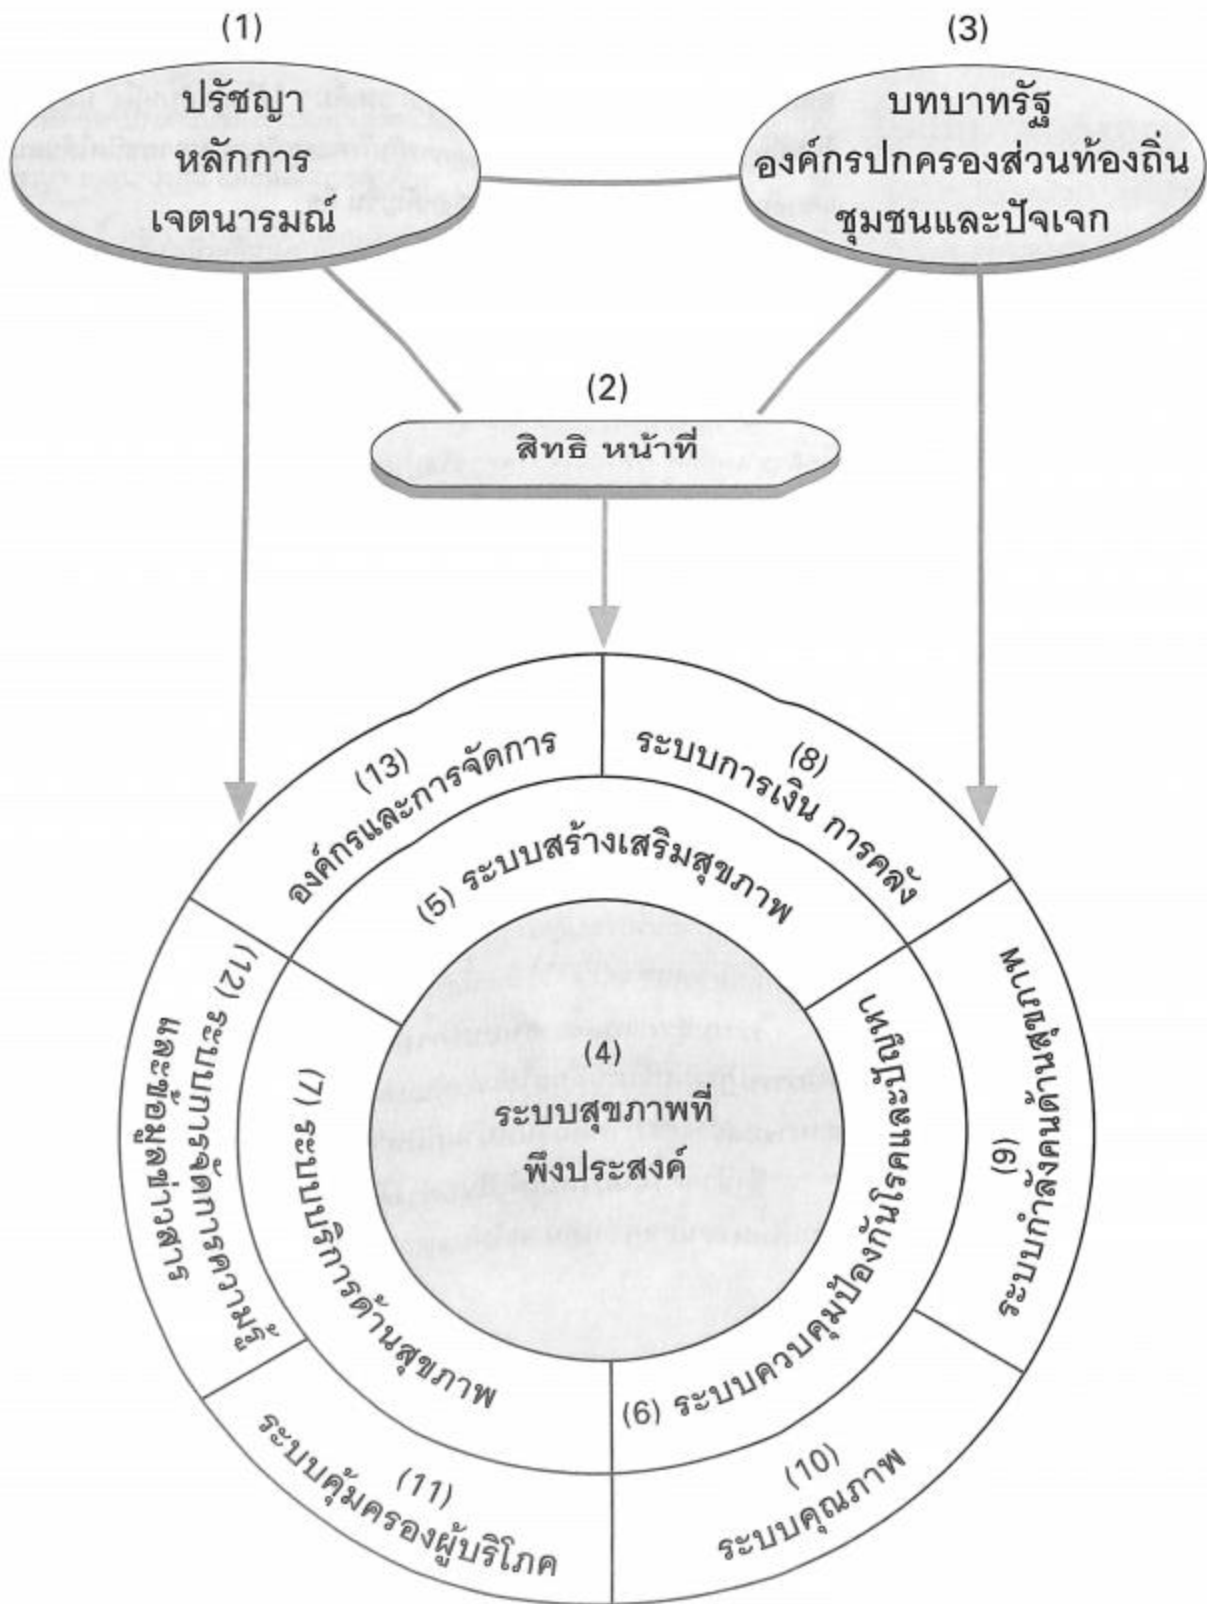 (1)
ปรัชญา
หลักการ
เจตนารมณ์
(3)
บทบาทรัฐ
องค์กรปกครองส่วนท้องถิ่น
ชุมชนและปัจเจก
(2)
สิทธิ หน้าที่
(13)
องค์กรและการจัดการ
(8)
ระบบการเงิน การคลัง
(5) ระบบสร้างเสริมสุขภาพ
(12) ระบบการจัดการความรู้
และข้อมูลข่าวสาร
(7) ระบบบริการด้านสุขภาพ
(4)
ระบบสุขภาพที่
พึงประสงค์
(6) ระบบควบคุมป้องกันโรคและปัญหา
(9)
ระบบกำลังคนด้านสุขภาพ
(11)
ระบบคุ้มครองผู้บริโภค
(10)
ระบบคุณภาพ